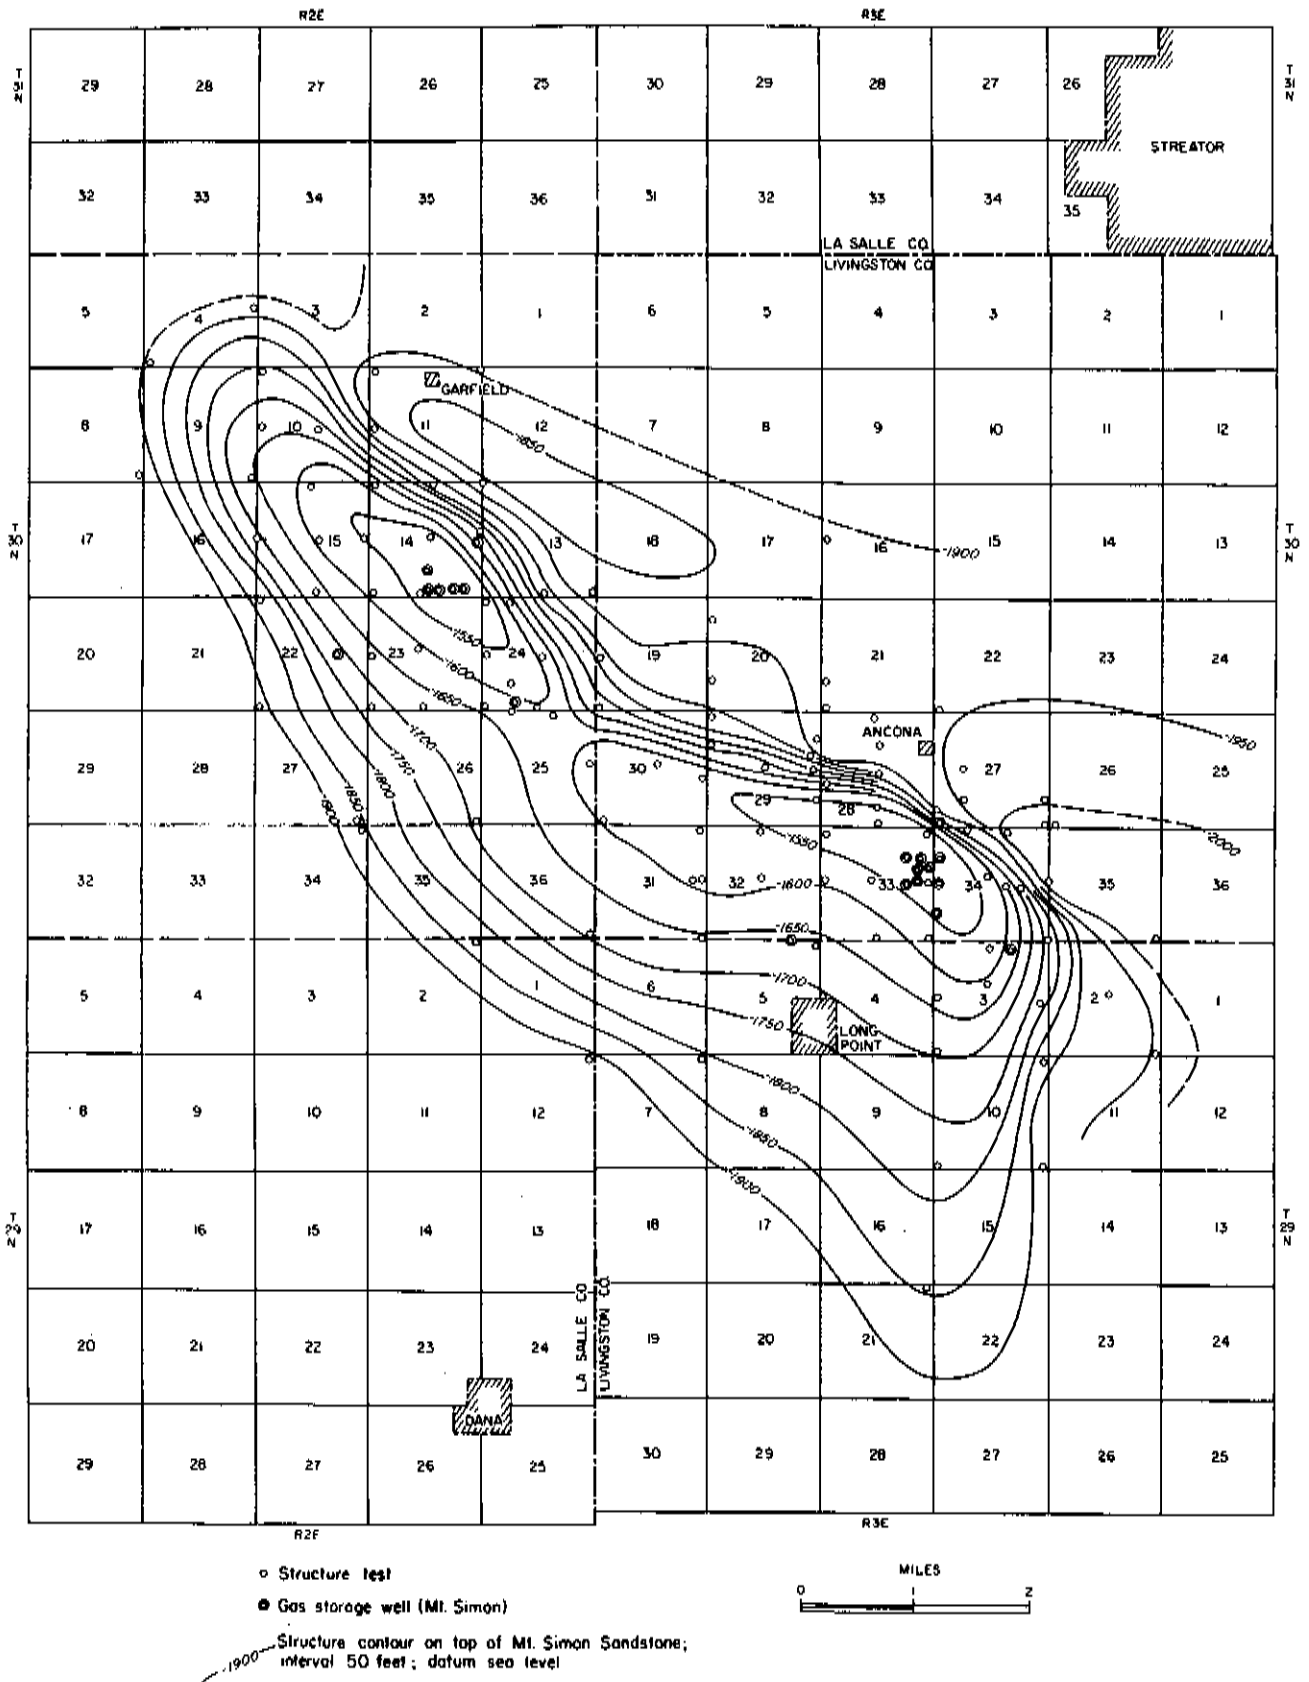 R2E R3E
T 31 N T 31 N
29 28 27 26 25 30 29 28 27 26
STREATOR
32 33 34 35 36 31 32 33 34 35
LA SALLE CO
LIVINGSTON CO
5 4 3 2 1 6 5 4 3 2 1
GARFIELD
8 9 10 11 12 7 8 9 10 11 12
-1850
T 30 N T 30 N
17 16 15 14 13 18 17 16 15 14 13
-1900
-1550
20 21 22 23 24 19 20 21 22 23 24
-1600
-1650
-1700
ANCONA
-1950
29 28 27 26 25 30 29 28 27 26 25
-1750
-1800
-1850
-1900
-1550
-2000
32 33 34 35 36 31 32 33 34 35 36
-1600
-1650
-1700
5 4 3 2 1 6 5 4 3 2 1
-1750
LONG
POINT
-1800
8 9 10 11 12 7 8 9 10 11 12
-1850
-1900
T 29 N T 29 N
17 16 15 14 13 18 17 16 15 14 13
LA SALLE CO
LIVINGSTON CO
20 21 22 23 24 19 20 21 22 23 24
DANA
29 28 27 26 25 30 29 28 27 26 25
R2E R3E
Structure test
Gas storage well (Mt. Simon)
-1900 Structure contour on top of Mt. Simon Sandstone;
interval 50 feet; datum sea level
MILES
0 1 2